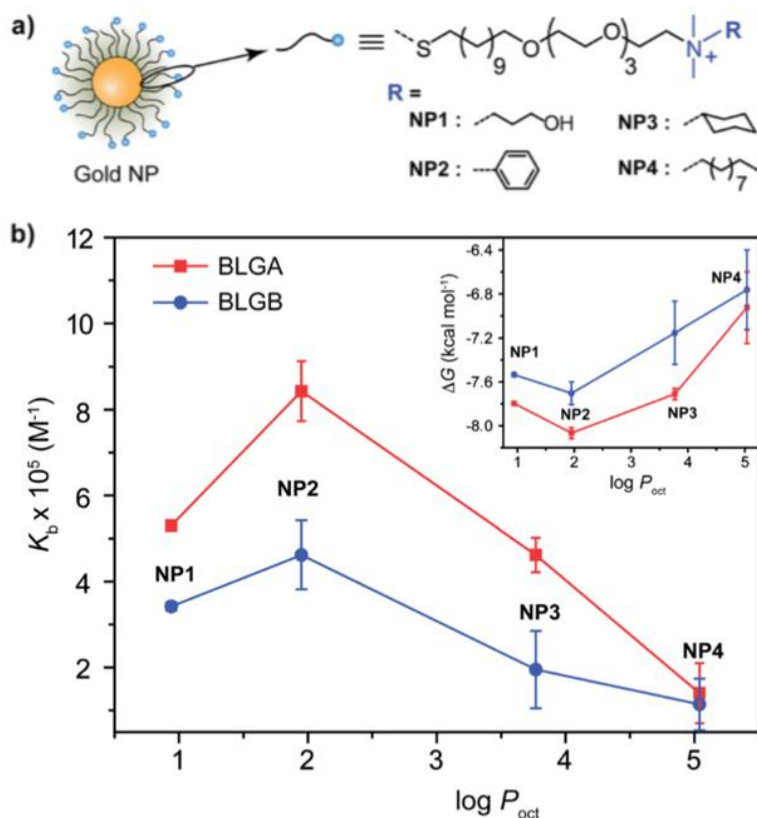 a)
Gold NP
S 9 O O 3 N+ R
R =
NP1 : OH
NP3 :
NP2 :
NP4 : 7
b)
BLGA
BLGB
12
10
8
6
4
2
K_b x 10⁵ (M⁻¹)
NP1
NP2
NP3
NP4
1 2 3 4 5
log P_oct
-6.4
-6.8
-7.2
-7.6
-8.0
ΔG (kcal mol⁻¹)
NP1
NP2
NP3
NP4
1 2 3 4 5
log P_oct